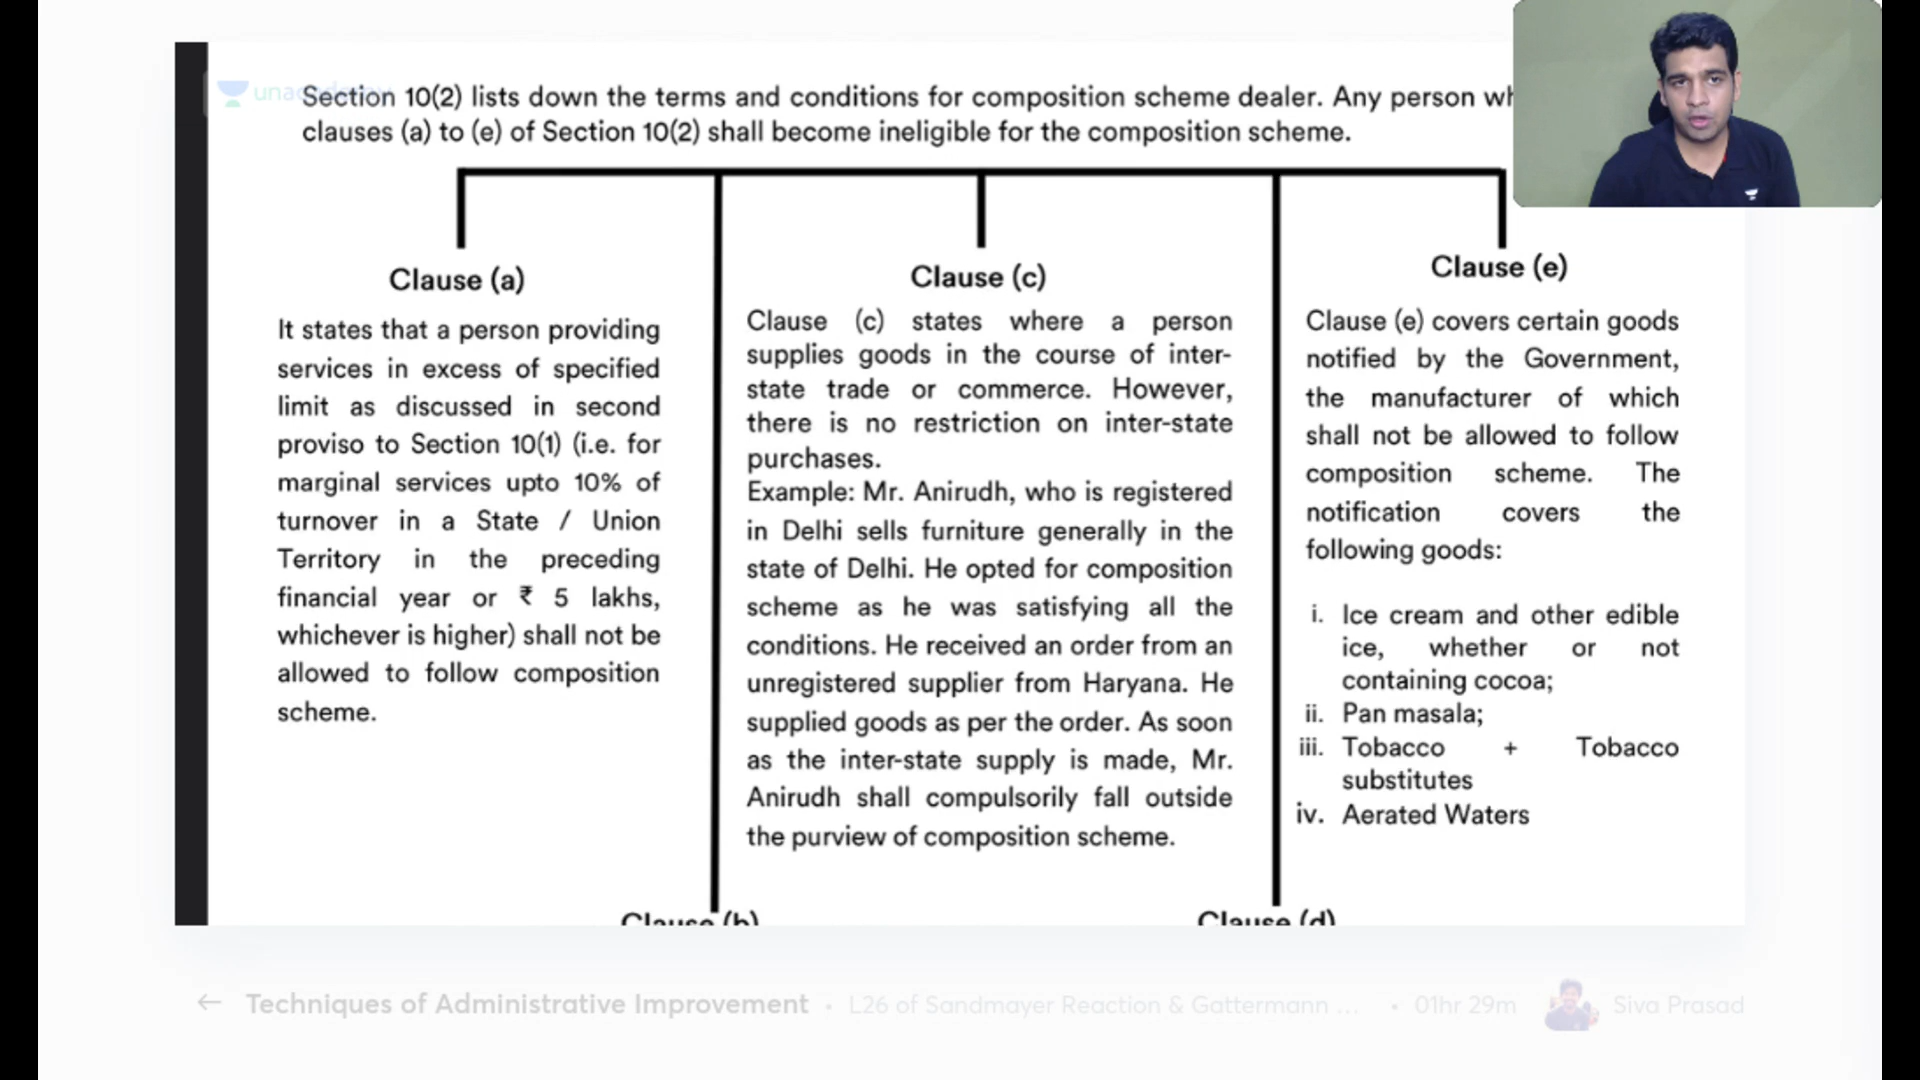 unacademy
Section 10(2) lists down the terms and conditions for composition scheme dealer. Any person wh
clauses (a) to (e) of Section 10(2) shall become ineligible for the composition scheme.
Clause (a)
It states that a person providing
services in excess of specified
limit as discussed in second
proviso to Section 10(1) (i.e. for
marginal services upto 10% of
turnover in a State / Union
Territory in the preceding
financial year or ₹ 5 lakhs,
whichever is higher) shall not be
allowed to follow composition
scheme.
Clause (c)
Clause (c) states where a person
supplies goods in the course of inter-
state trade or commerce. However,
there is no restriction on inter-state
purchases.
Example: Mr. Anirudh, who is registered
in Delhi sells furniture generally in the
state of Delhi. He opted for composition
scheme as he was satisfying all the
conditions. He received an order from an
unregistered supplier from Haryana. He
supplied goods as per the order. As soon
as the inter-state supply is made, Mr.
Anirudh shall compulsorily fall outside
the purview of composition scheme.
Clause (e)
Clause (e) covers certain goods
notified by the Government,
the manufacturer of which
shall not be allowed to follow
composition scheme. The
notification covers the
following goods:
i. Ice cream and other edible
ice, whether or not
containing cocoa;
ii. Pan masala;
iii. Tobacco + Tobacco
substitutes
iv. Aerated Waters
Clause (b)
Clause (d)
← Techniques of Administrative Improvement • L26 of Sandmayer Reaction & Gattermann ... • 01hr 29m Siva Prasad